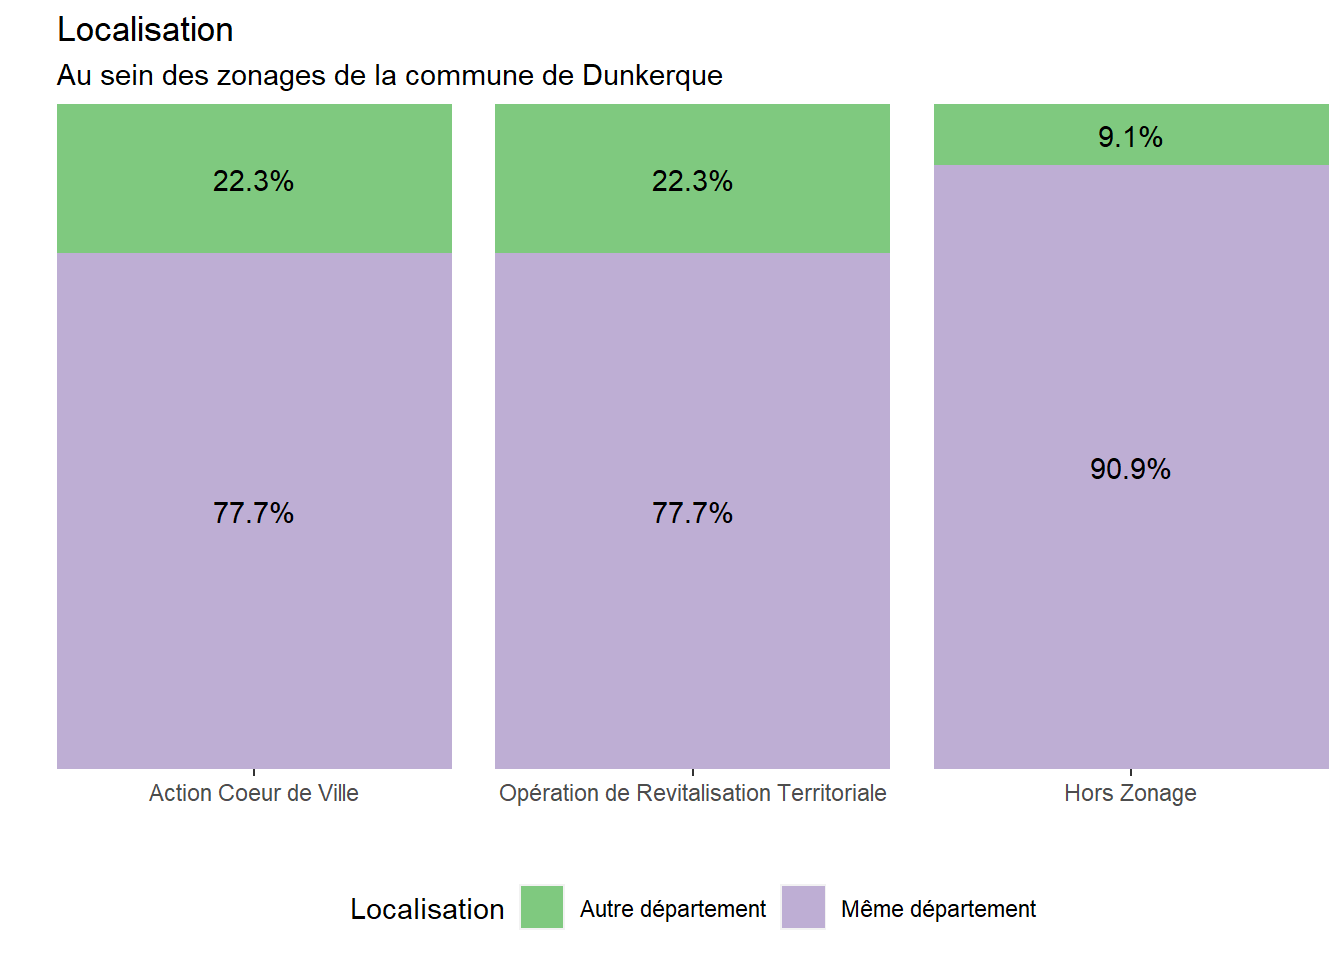 Localisation
Au sein des zonages de la commune de Dunkerque
22.3%
22.3%
9.1%
77.7%
77.7%
90.9%
Action Coeur de Ville
Opération de Revitalisation Territoriale
Hors Zonage
Localisation
Autre département
Même département